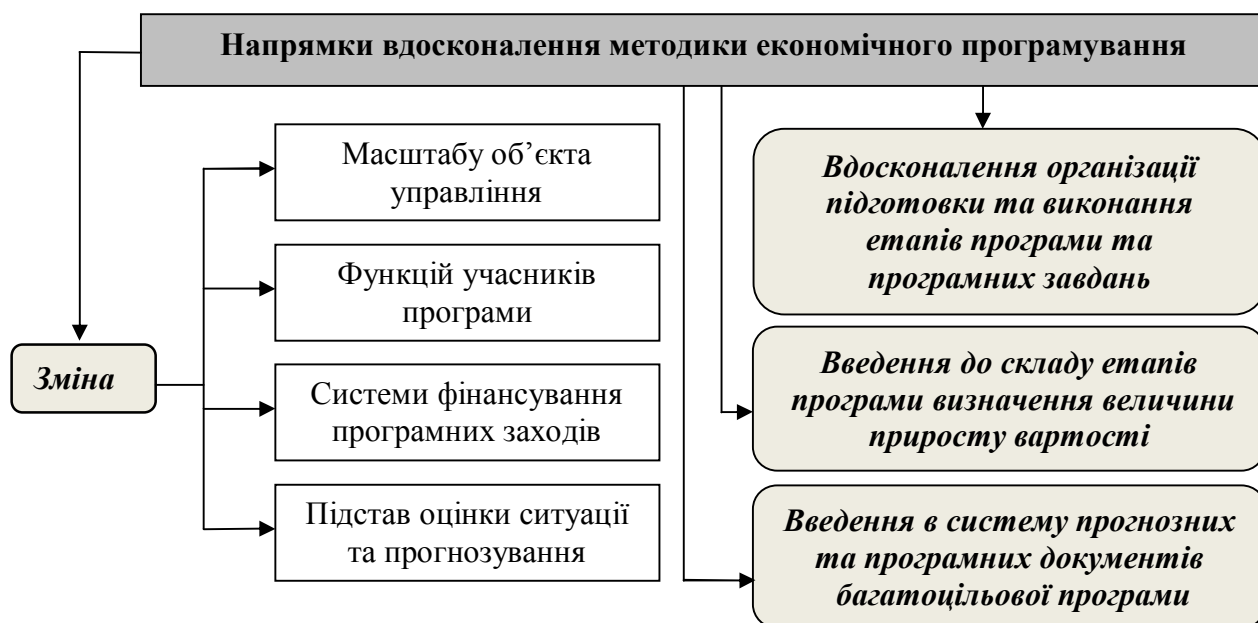 Напрямки вдосконалення методики економічного програмування
Зміна
Масштабу об’єкта
управління
Функцій учасників
програми
Системи фінансування
програмних заходів
Підстав оцінки ситуації
та прогнозування
Вдосконалення організації
підготовки та виконання
етапів програми та
програмних завдань
Введення до складу етапів
програми визначення величини
приросту вартості
Введення в систему прогнозних
та програмних документів
багатоцільової програми